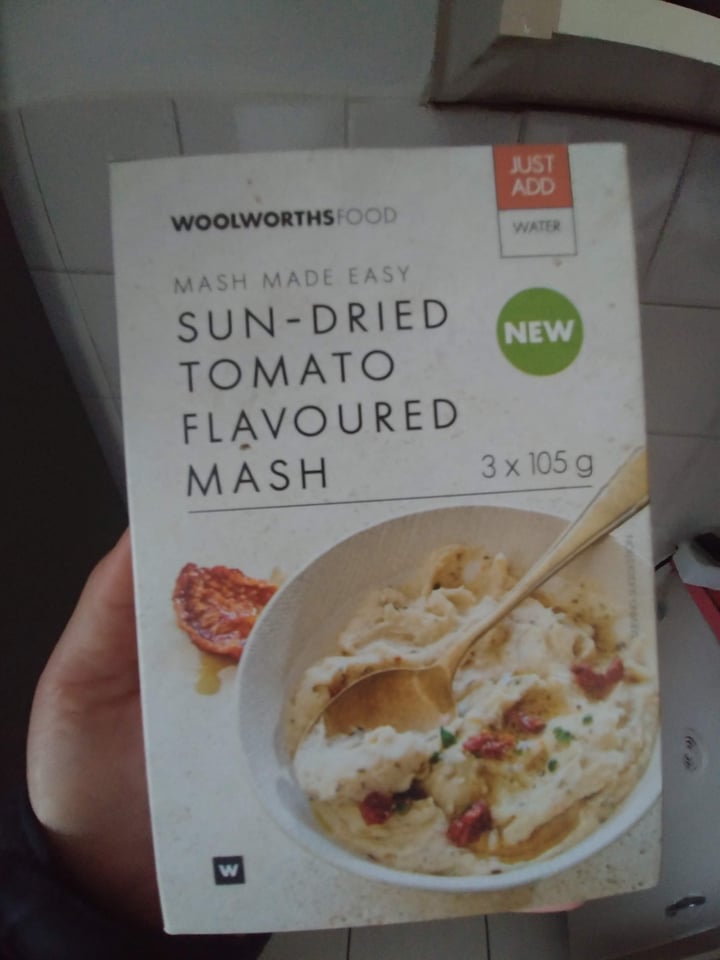 JUST
ADD
WATER
WOOLWORTHSFOOD
MASH MADE EASY
SUN-DRIED
TOMATO
FLAVOURED
MASH
NEW
3 x 105 g
W